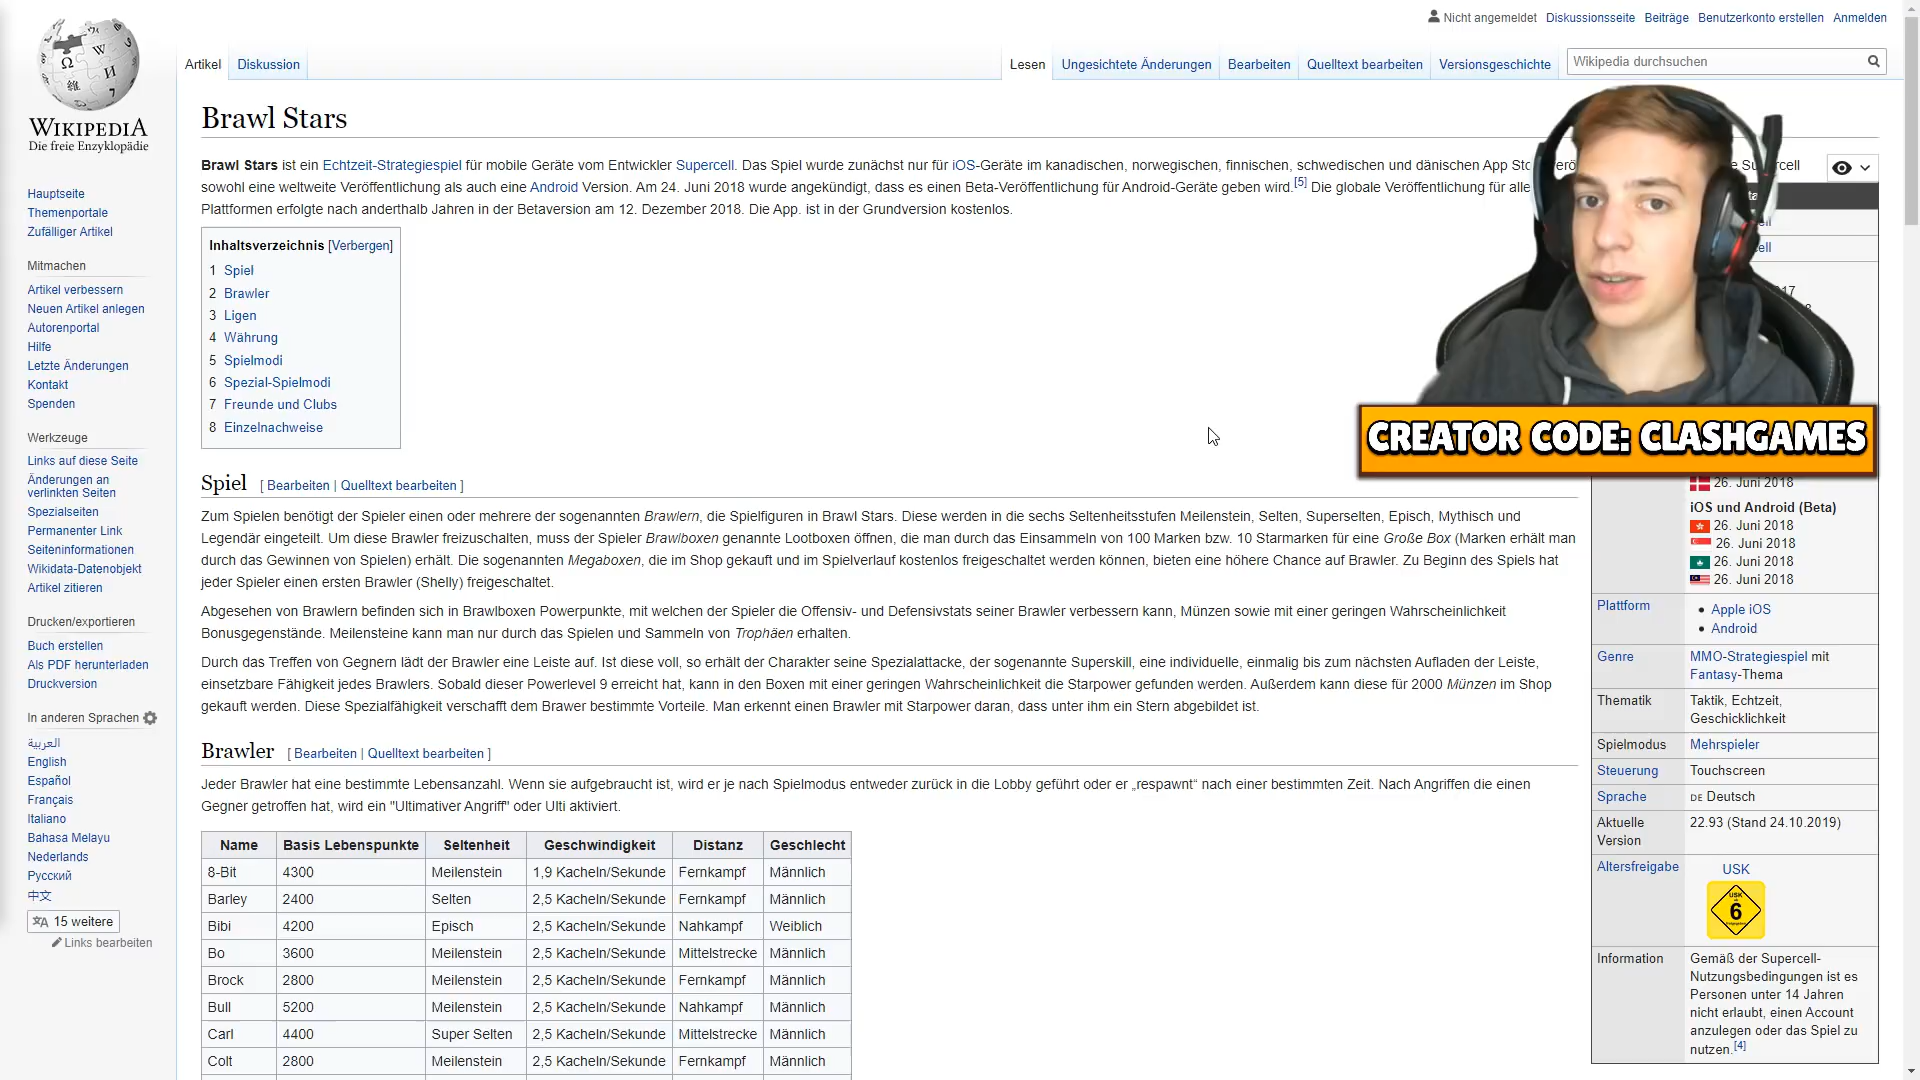 Nicht angemeldet Diskussionsseite Beiträge Benutzerkonto erstellen Anmelden
Artikel Diskussion Lesen Ungesichtete Änderungen Bearbeiten Quelltext bearbeiten Versionsgeschichte Wikipedia durchsuchen
WIKIPEDIA
Die freie Enzyklopädie
Hauptseite
Themenportale
Zufälliger Artikel
Mitmachen
Artikel verbessern
Neuen Artikel anlegen
Autorenportal
Hilfe
Letzte Änderungen
Kontakt
Spenden
Werkzeuge
Links auf diese Seite
Änderungen an
verlinkten Seiten
Spezialseiten
Permanenter Link
Seiteninformationen
Wikidata-Datenobjekt
Artikel zitieren
Drucken/exportieren
Buch erstellen
Als PDF herunterladen
Druckversion
In anderen Sprachen
العربية
English
Español
Français
Italiano
Bahasa Melayu
Nederlands
Русский
中文
15 weitere
Links bearbeiten
Brawl Stars
Brawl Stars ist ein Echtzeit-Strategiespiel für mobile Geräte vom Entwickler Supercell. Das Spiel wurde zunächst nur für iOS-Geräte im kanadischen, norwegischen, finnischen, schwedischen und dänischen App
sowohl eine weltweite Veröffentlichung als auch eine Android Version. Am 24. Juni 2018 wurde angekündigt, dass es einen Beta-Veröffentlichung für Android-Geräte geben wird.[5] Die globale Veröffentlichung für alle
Plattformen erfolgte nach anderthalb Jahren in der Betaversion am 12. Dezember 2018. Die App. ist in der Grundversion kostenlos.
Inhaltsverzeichnis [Verbergen]
1 Spiel
2 Brawler
3 Ligen
4 Währung
5 Spielmodi
6 Spezial-Spielmodi
7 Freunde und Clubs
8 Einzelnachweise
CREATOR CODE: CLASHGAMES
Spiel [ Bearbeiten | Quelltext bearbeiten ]
Zum Spielen benötigt der Spieler einen oder mehrere der sogenannten Brawlern, die Spielfiguren in Brawl Stars. Diese werden in die sechs Seltenheitsstufen Meilenstein, Selten, Superselten, Episch, Mythisch und
Legendär eingeteilt. Um diese Brawler freizuschalten, muss der Spieler Brawlboxen genannte Lootboxen öffnen, die man durch das Einsammeln von 100 Marken bzw. 10 Starmarken für eine Große Box (Marken erhält man
durch das Gewinnen von Spielen) erhält. Die sogenannten Megaboxen, die im Shop gekauft und im Spielverlauf kostenlos freigeschaltet werden können, bieten eine höhere Chance auf Brawler. Zu Beginn des Spiels hat
jeder Spieler einen ersten Brawler (Shelly) freigeschaltet.
Abgesehen von Brawlern befinden sich in Brawlboxen Powerpunkte, mit welchen der Spieler die Offensiv- und Defensivstats seiner Brawler verbessern kann, Münzen sowie mit einer geringen Wahrscheinlichkeit
Bonusgegenstände. Meilensteine kann man nur durch das Spielen und Sammeln von Trophäen erhalten.
Durch das Treffen von Gegnern lädt der Brawler eine Leiste auf. Ist diese voll, so erhält der Charakter seine Spezialattacke, der sogenannte Superskill, eine individuelle, einmalig bis zum nächsten Aufladen der Leiste,
einsetzbare Fähigkeit jedes Brawlers. Sobald dieser Powerlevel 9 erreicht hat, kann in den Boxen mit einer geringen Wahrscheinlichkeit die Starpower gefunden werden. Außerdem kann diese für 2000 Münzen im Shop
gekauft werden. Diese Spezialfähigkeit verschafft dem Brawer bestimmte Vorteile. Man erkennt einen Brawler mit Starpower daran, dass unter ihm ein Stern abgebildet ist.
Brawler [ Bearbeiten | Quelltext bearbeiten ]
Jeder Brawler hat eine bestimmte Lebensanzahl. Wenn sie aufgebraucht ist, wird er je nach Spielmodus entweder zurück in die Lobby geführt oder er „respawnt“ nach einer bestimmten Zeit. Nach Angriffen die einen
Gegner getroffen hat, wird ein "Ultimativer Angriff" oder Ulti aktiviert.
Name Basis Lebenspunkte Seltenheit Geschwindigkeit Distanz Geschlecht
8-Bit 4300 Meilenstein 1,9 Kacheln/Sekunde Fernkampf Männlich
Barley 2400 Selten 2,5 Kacheln/Sekunde Fernkampf Männlich
Bibi 4200 Episch 2,5 Kacheln/Sekunde Nahkampf Weiblich
Bo 3600 Meilenstein 2,5 Kacheln/Sekunde Mittelstrecke Männlich
Brock 2800 Meilenstein 2,5 Kacheln/Sekunde Fernkampf Männlich
Bull 5200 Meilenstein 2,5 Kacheln/Sekunde Nahkampf Männlich
Carl 4400 Super Selten 2,5 Kacheln/Sekunde Mittelstrecke Männlich
Colt 2800 Meilenstein 2,5 Kacheln/Sekunde Fernkampf Männlich
26. Juni 2018
iOS und Android (Beta)
26. Juni 2018
26. Juni 2018
26. Juni 2018
26. Juni 2018
Plattform
Apple iOS
Android
Genre MMO-Strategiespiel mit
Fantasy-Thema
Thematik Taktik, Echtzeit,
Geschicklichkeit
Spielmodus Mehrspieler
Steuerung Touchscreen
Sprache DE Deutsch
Aktuelle
Version 22.93 (Stand 24.10.2019)
Altersfreigabe USK
USK
6
Information Gemäß der Supercell-
Nutzungsbedingungen ist es
Personen unter 14 Jahren
nicht erlaubt, einen Account
anzulegen oder das Spiel zu
nutzen.[4]